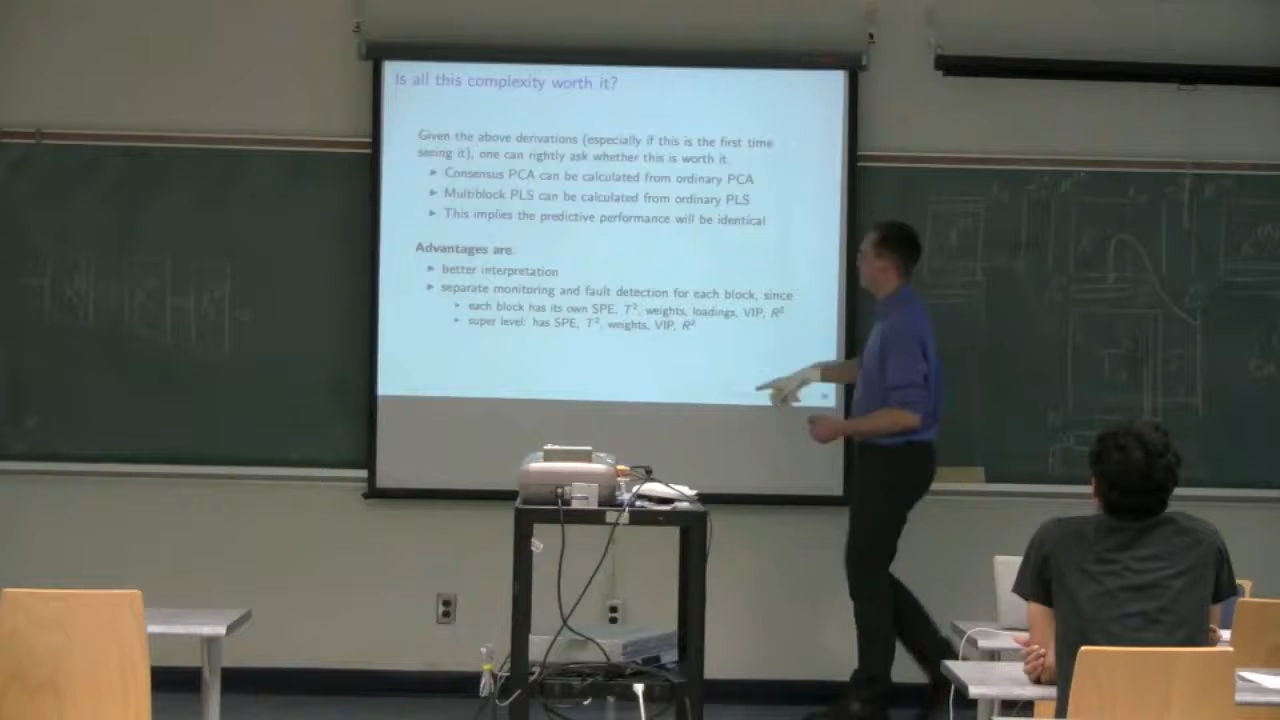 Is all this complexity worth it?
Given the above derivations (especially if this is the first time
seeing it), one can rightly ask whether this is worth it.
► Consensus PCA can be calculated from ordinary PCA
► Multiblock PLS can be calculated from ordinary PLS
► This implies the predictive performance will be identical
Advantages are:
► better interpretation
► separate monitoring and fault detection for each block, since
► each block has its own SPE, T², weights, loadings, VIP, R²
► super level: has SPE, T², weights, VIP, R²